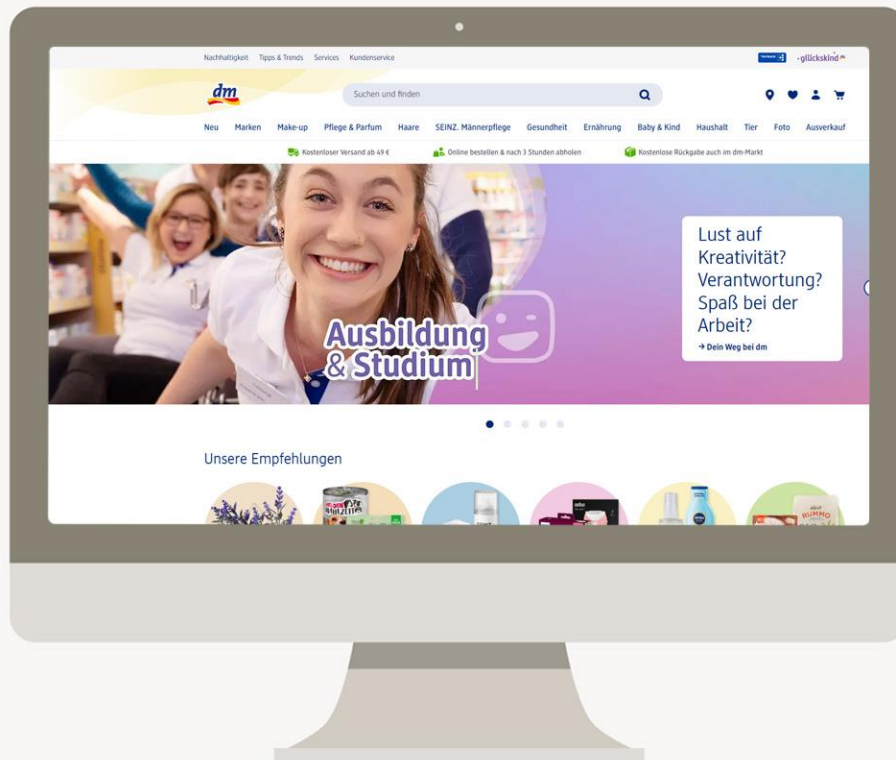 Nachhaltigkeit Tipps & Trends Services Kundenservice
glückskind
dm
Suchen und finden
Neu Marken Make-up Pflege & Parfum Haare SEINZ. Männerpflege Gesundheit Ernährung Baby & Kind Haushalt Tier Foto Ausverkauf
Kostenloser Versand ab 49 € Online bestellen & nach 3 Stunden abholen Kostenlose Rückgabe auch im dm-Markt
Lust auf
Kreativität?
Verantwortung?
Spaß bei der
Arbeit?
→ Dein Weg bei dm
Ausbildung
& Studium
Unsere Empfehlungen
RUMMO